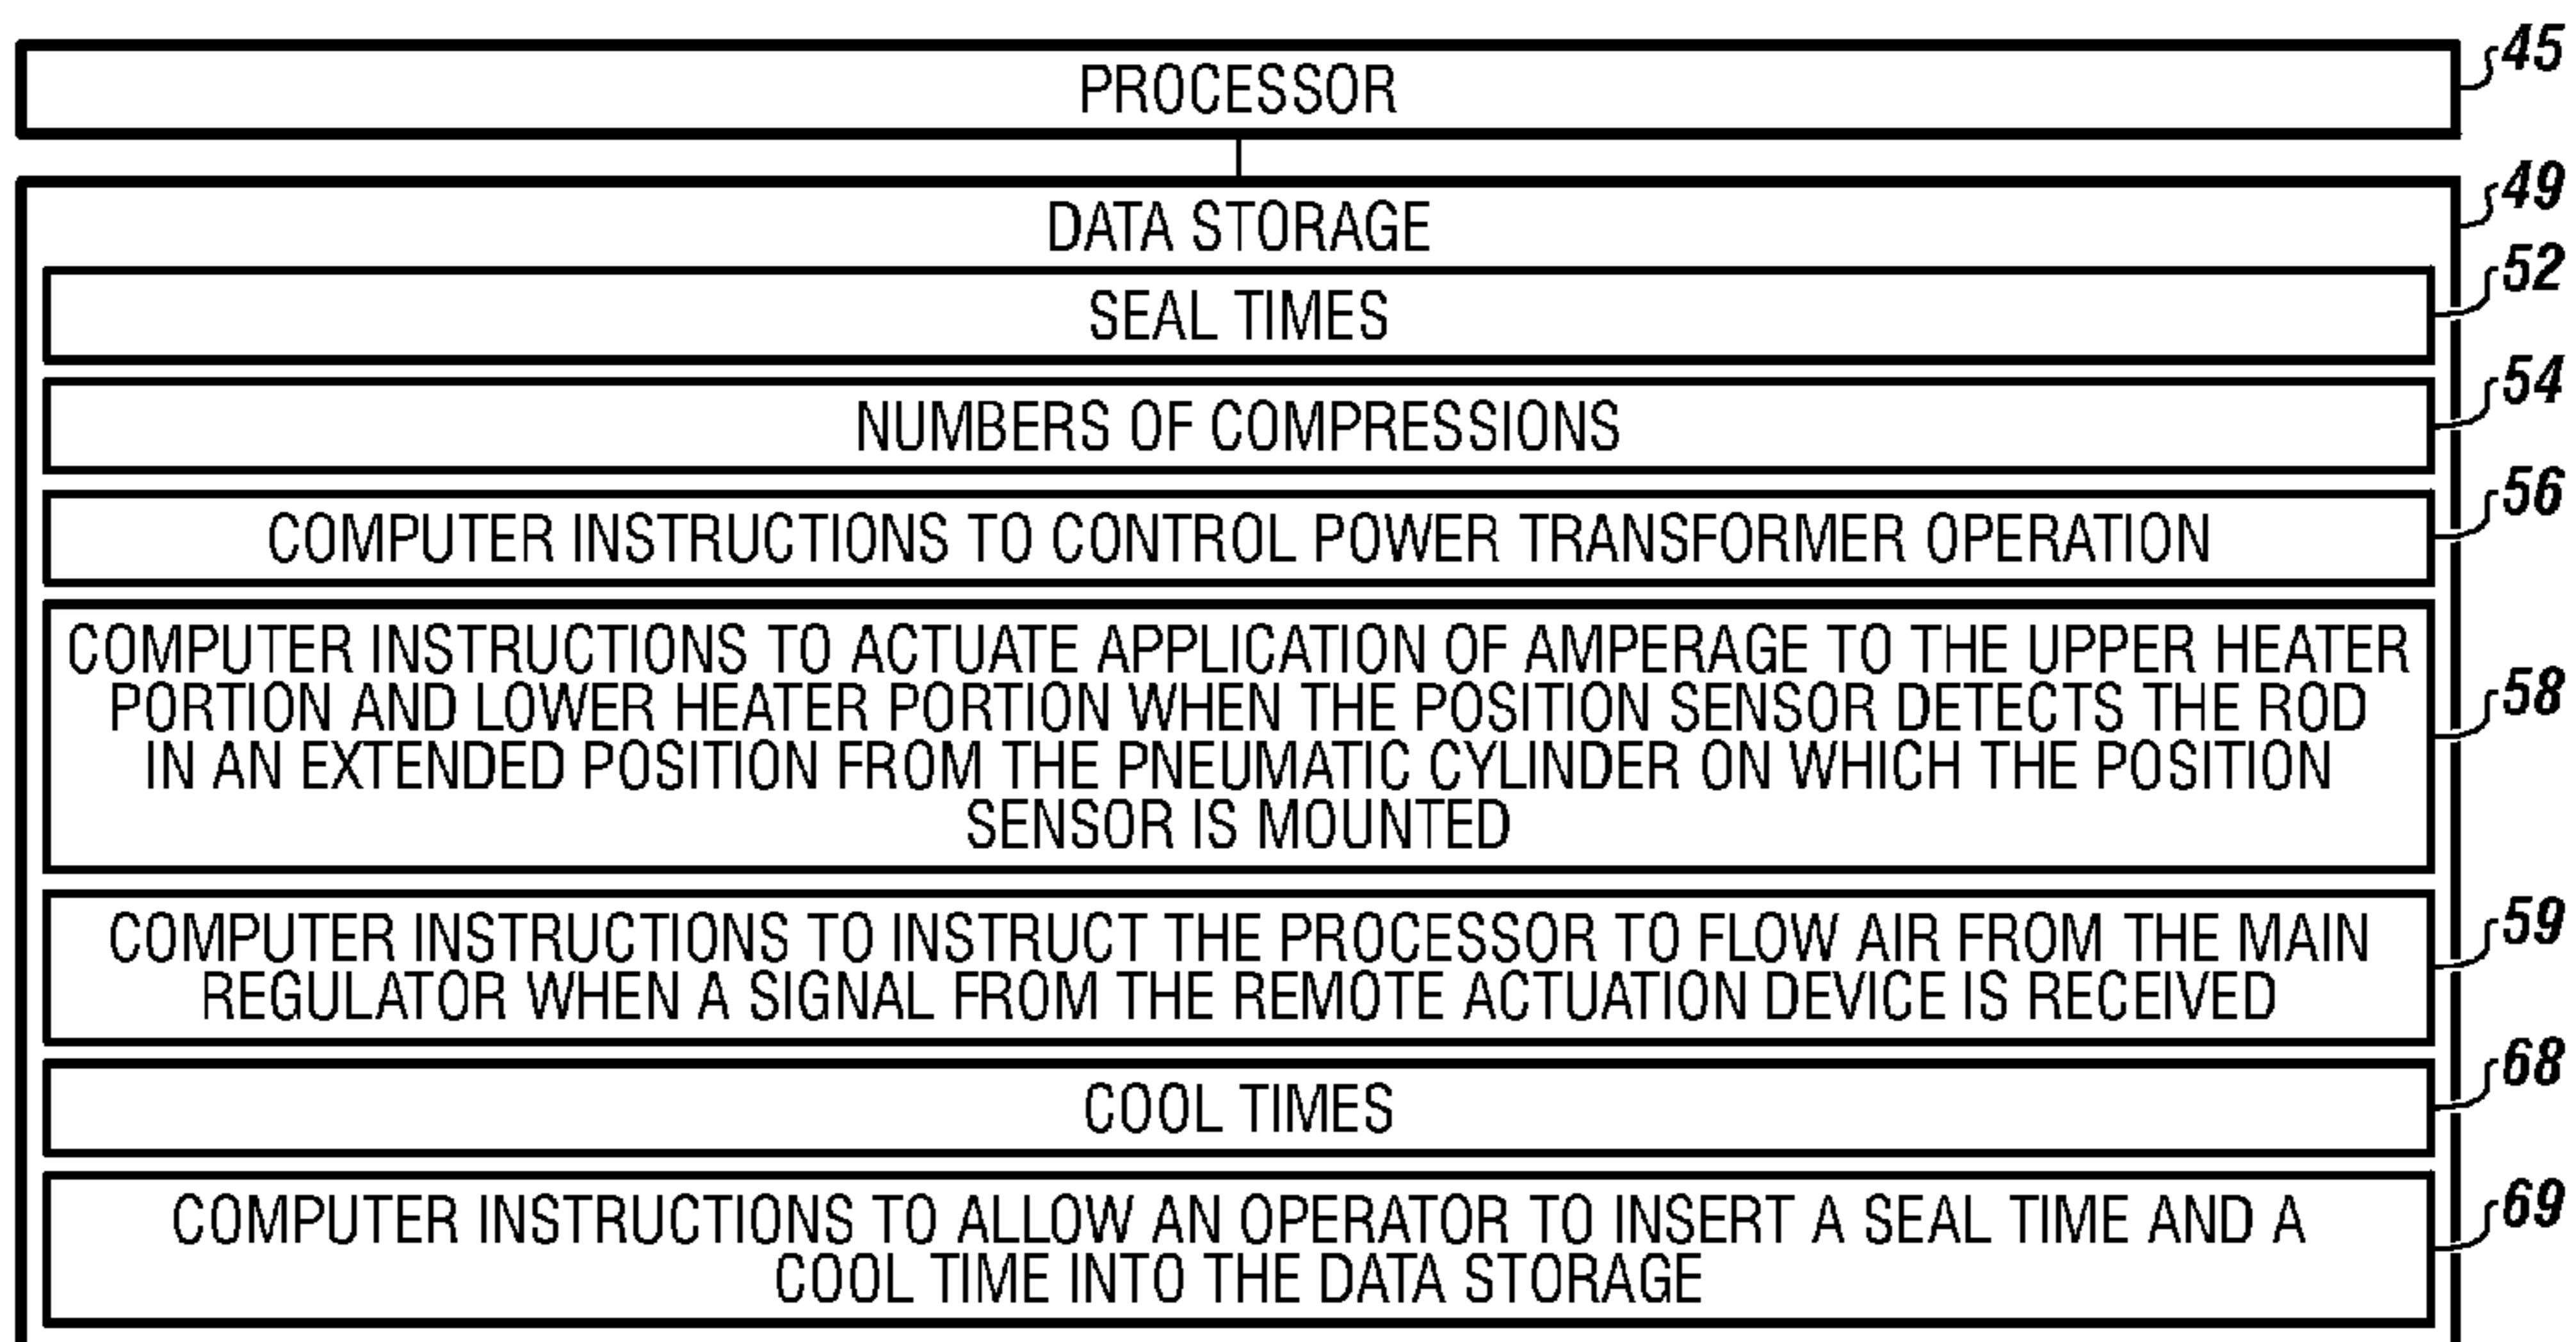 PROCESSOR
45
DATA STORAGE
49
SEAL TIMES
52
NUMBERS OF COMPRESSIONS
54
COMPUTER INSTRUCTIONS TO CONTROL POWER TRANSFORMER OPERATION
56
COMPUTER INSTRUCTIONS TO ACTUATE APPLICATION OF AMPERAGE TO THE UPPER HEATER
PORTION AND LOWER HEATER PORTION WHEN THE POSITION SENSOR DETECTS THE ROD
IN AN EXTENDED POSITION FROM THE PNEUMATIC CYLINDER ON WHICH THE POSITION
SENSOR IS MOUNTED
58
COMPUTER INSTRUCTIONS TO INSTRUCT THE PROCESSOR TO FLOW AIR FROM THE MAIN
REGULATOR WHEN A SIGNAL FROM THE REMOTE ACTUATION DEVICE IS RECEIVED
59
COOL TIMES
68
COMPUTER INSTRUCTIONS TO ALLOW AN OPERATOR TO INSERT A SEAL TIME AND A
COOL TIME INTO THE DATA STORAGE
69